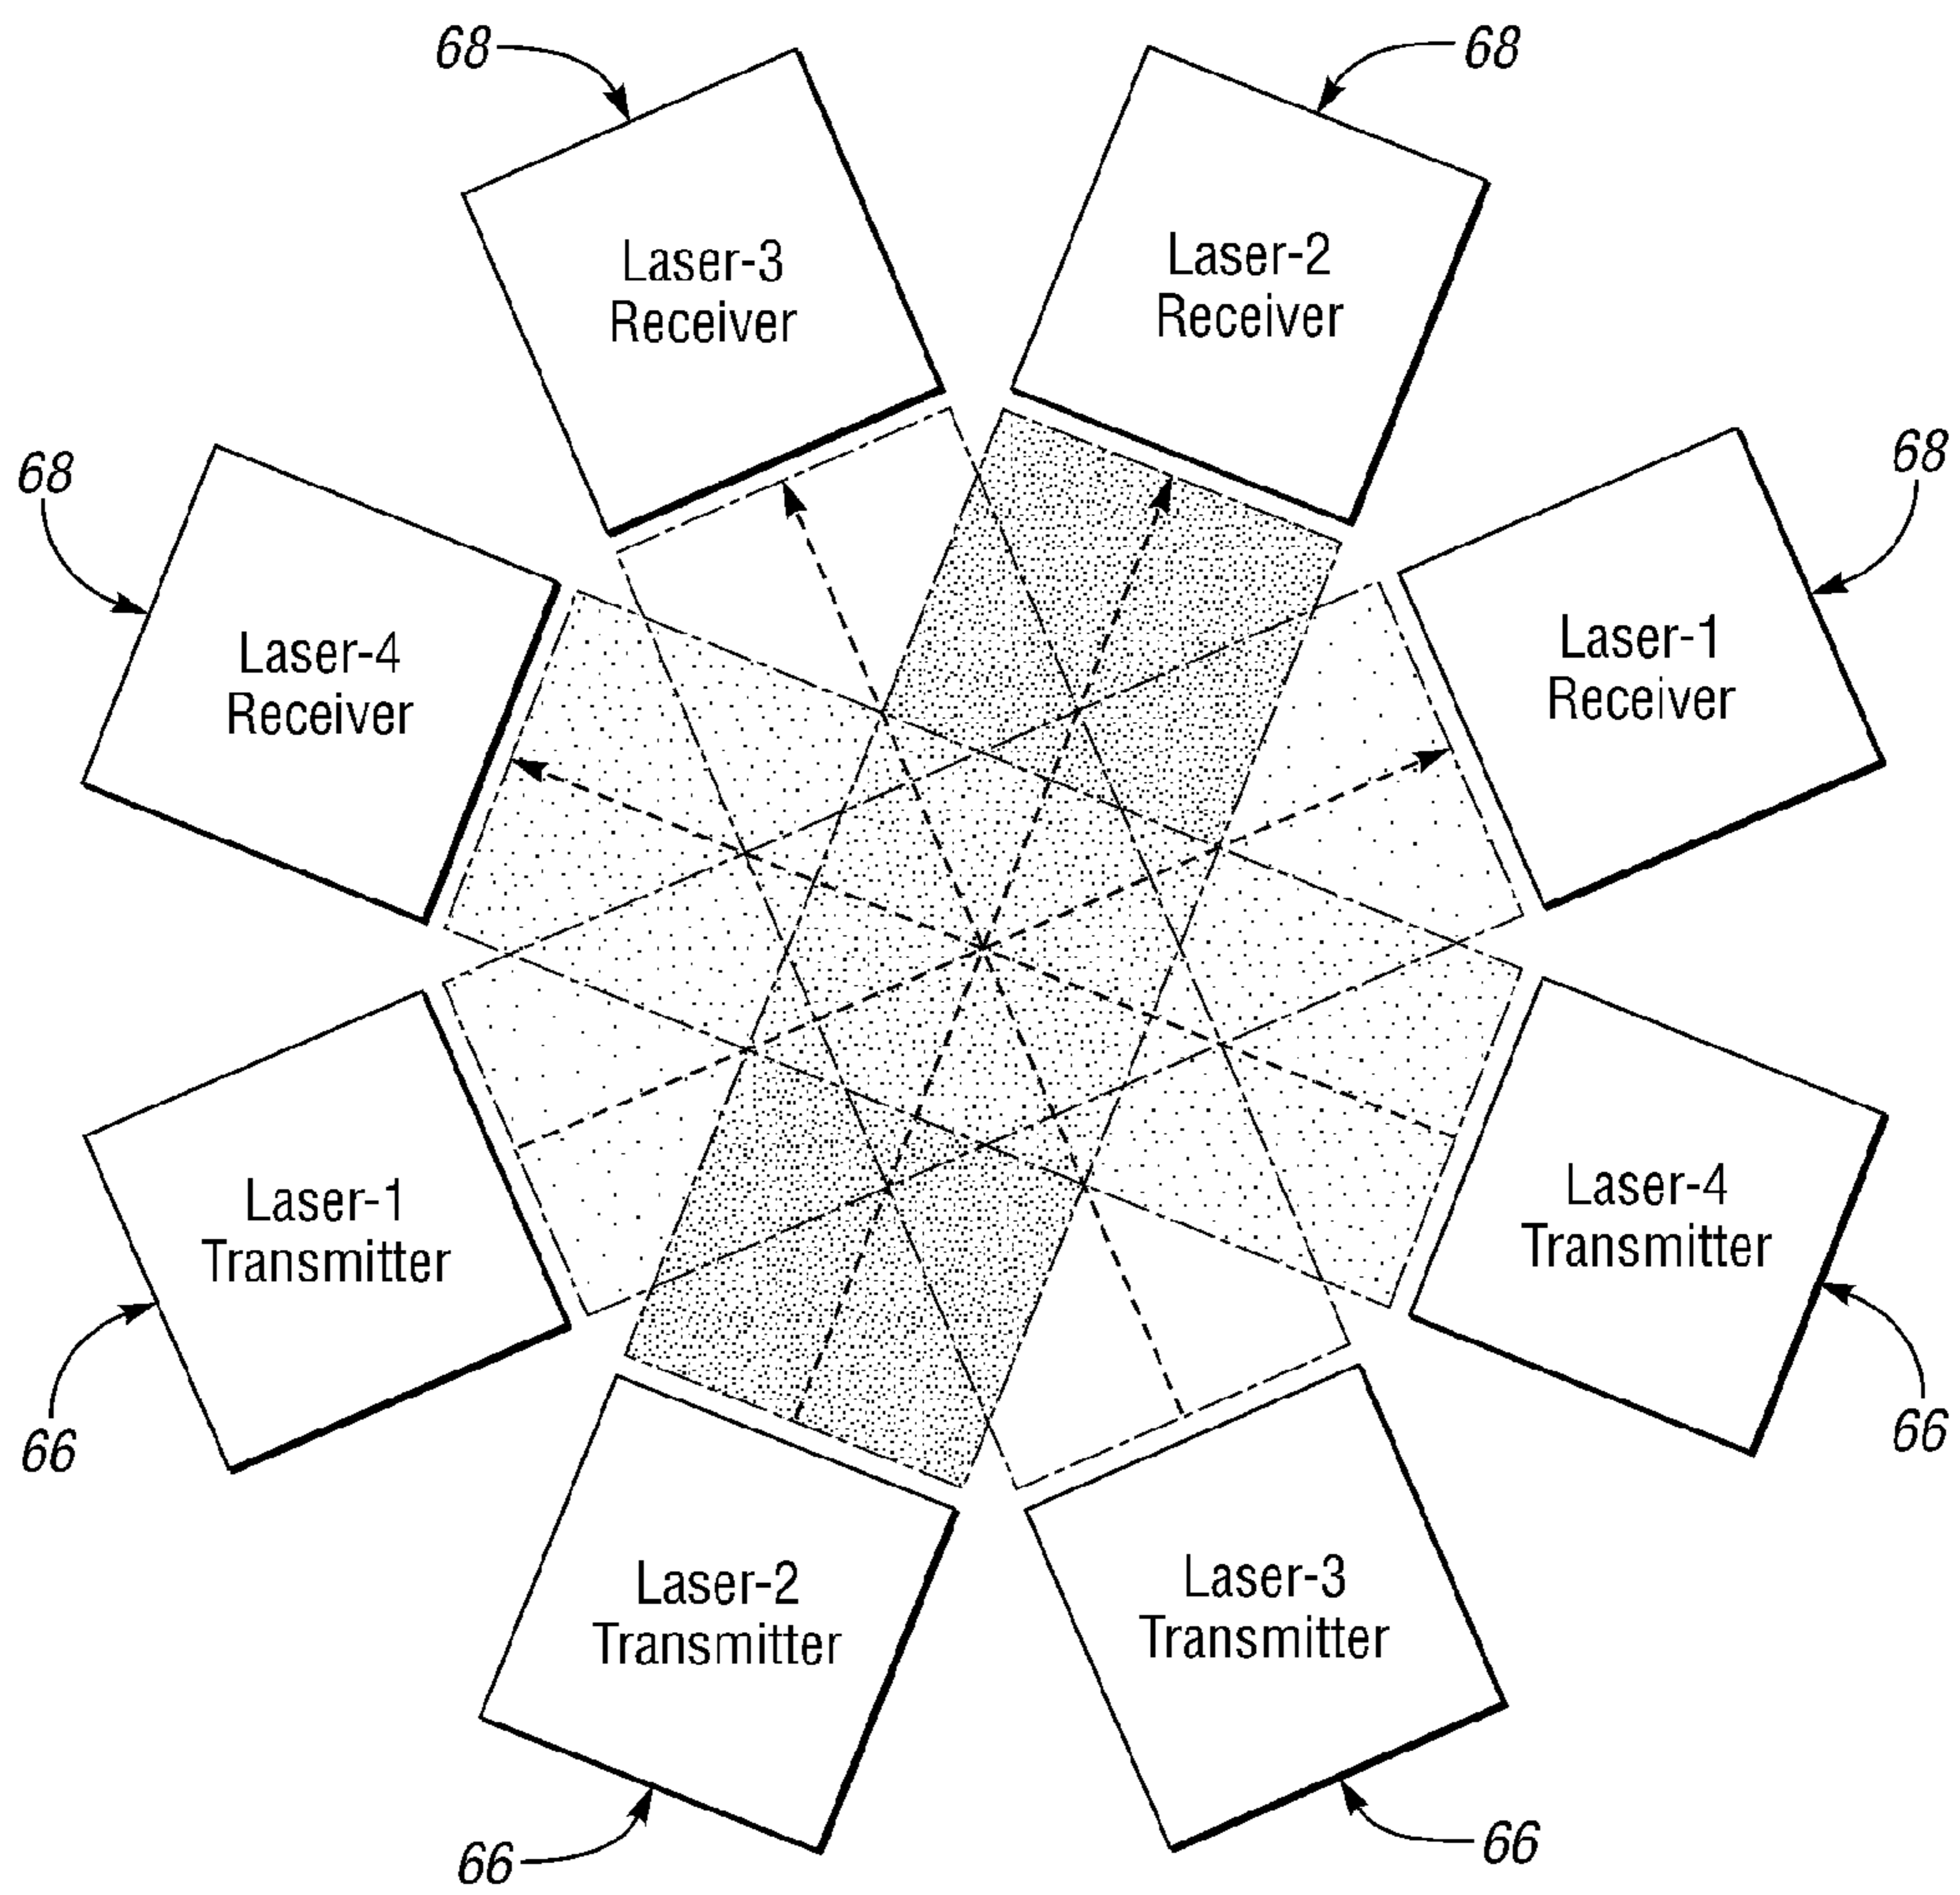 68
68
Laser-3
Receiver
Laser-2
Receiver
68
68
Laser-4
Receiver
Laser-1
Receiver
Laser-1
Transmitter
Laser-4
Transmitter
66
66
Laser-2
Transmitter
Laser-3
Transmitter
66
66